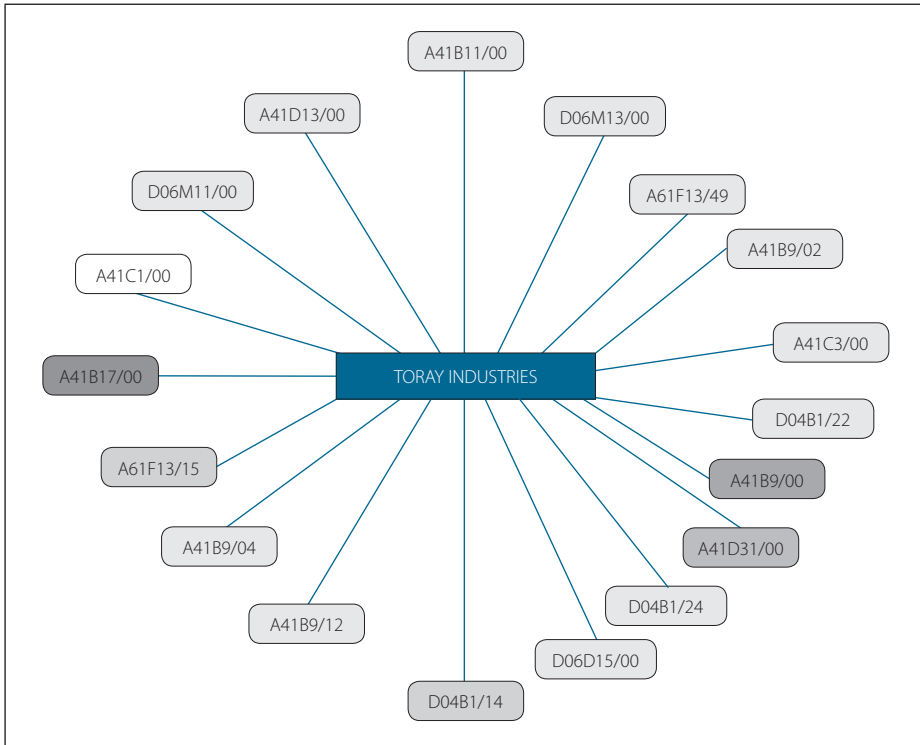 A41B11/00
A41D13/00
D06M13/00
D06M11/00
A61F13/49
A41B9/02
A41C1/00
A41C3/00
A41B17/00
TORAY INDUSTRIES
D04B1/22
A61F13/15
A41B9/00
A41B9/04
A41D31/00
D04B1/24
A41B9/12
D06D15/00
D04B1/14